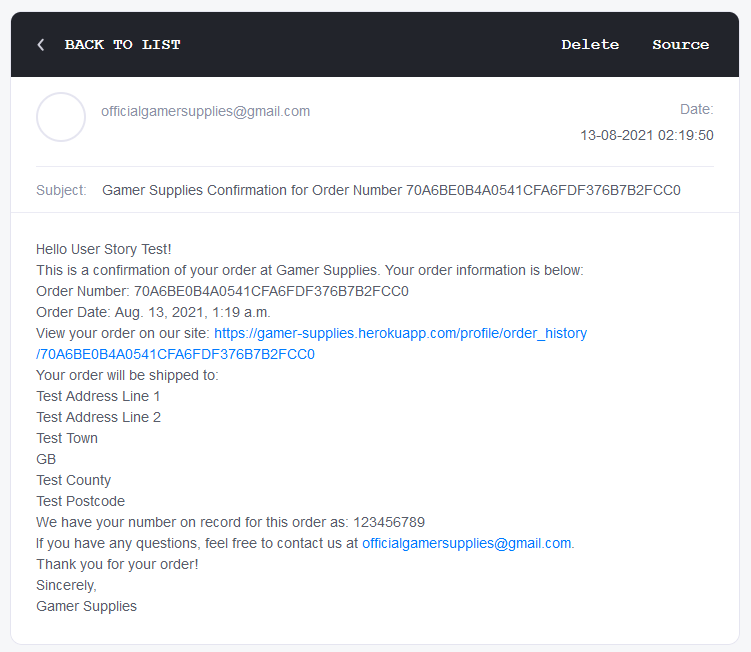 BACK TO LIST
Delete
Source
officialgamersupplies@gmail.com
Date:
13-08-2021 02:19:50
Subject: Gamer Supplies Confirmation for Order Number 70A6BE0B4A0541CFA6FDF376B7B2FCC0
Hello User Story Test!
This is a confirmation of your order at Gamer Supplies. Your order information is below:
Order Number: 70A6BE0B4A0541CFA6FDF376B7B2FCC0
Order Date: Aug. 13, 2021, 1:19 a.m.
View your order on our site: https://gamer-supplies.herokuapp.com/profile/order_history
/70A6BE0B4A0541CFA6FDF376B7B2FCC0
Your order will be shipped to:
Test Address Line 1
Test Address Line 2
Test Town
GB
Test County
Test Postcode
We have your number on record for this order as: 123456789
If you have any questions, feel free to contact us at officialgamersupplies@gmail.com.
Thank you for your order!
Sincerely,
Gamer Supplies